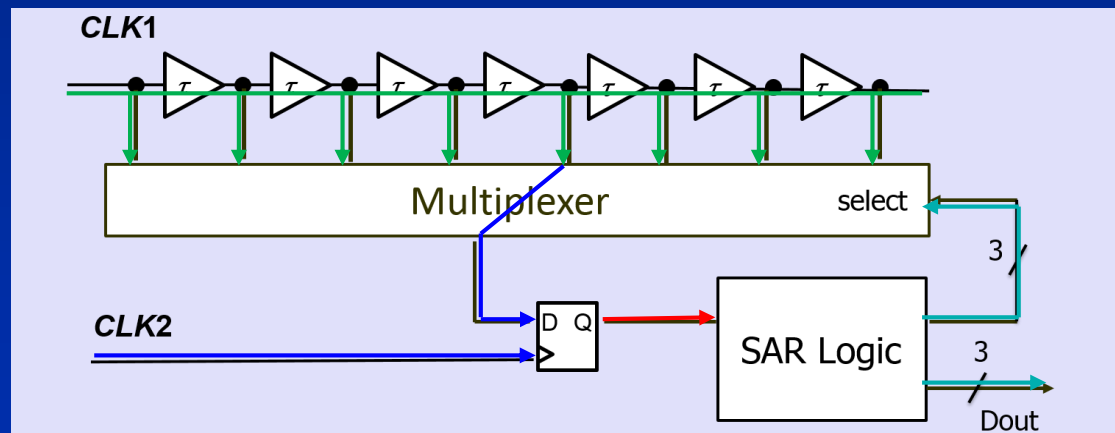 CLK1
τ τ τ τ τ τ τ
Multiplexer
select
3
CLK2
D Q
SAR Logic
3
Dout